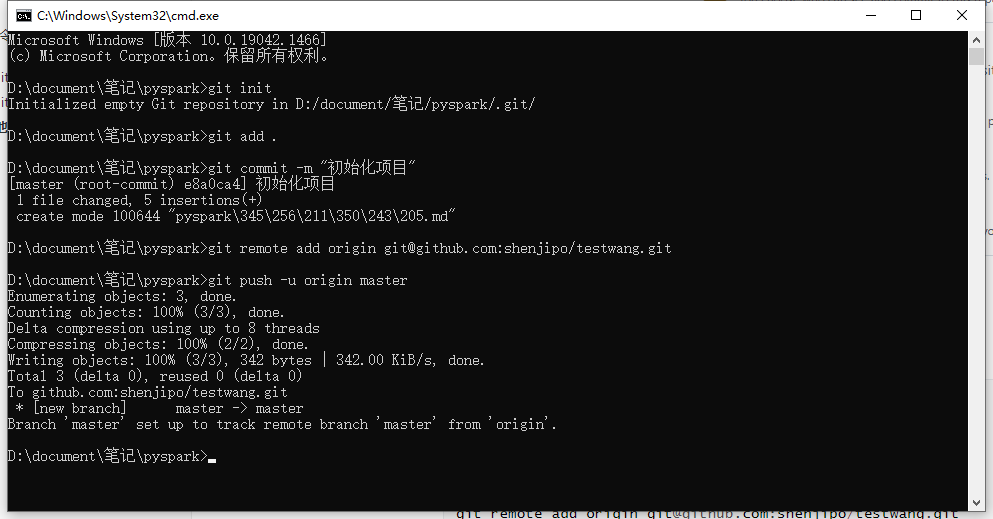 C:\Windows\System32\cmd.exe
Microsoft Windows [版本 10.0.19042.1466]
(c) Microsoft Corporation。保留所有权利。
D:\document\笔记\pyspark>git init
Initialized empty Git repository in D:/document/笔记/pyspark/.git/
D:\document\笔记\pyspark>git add .
D:\document\笔记\pyspark>git commit -m "初始化项目"
[master (root-commit) e8a0ca4] 初始化项目
1 file changed, 5 insertions(+)
create mode 100644 "pyspark\345\256\211\350\243\205.md"
D:\document\笔记\pyspark>git remote add origin git@github.com:shenjipo/testwang.git
D:\document\笔记\pyspark>git push -u origin master
Enumerating objects: 3, done.
Counting objects: 100% (3/3), done.
Delta compression using up to 8 threads
Compressing objects: 100% (2/2), done.
Writing objects: 100% (3/3), 342 bytes | 342.00 KiB/s, done.
Total 3 (delta 0), reused 0 (delta 0)
To github.com:shenjipo/testwang.git
* [new branch]      master -> master
Branch 'master' set up to track remote branch 'master' from 'origin'.
D:\document\笔记\pyspark>
git remote add origin git@github.com:shenjipo/testwang.git